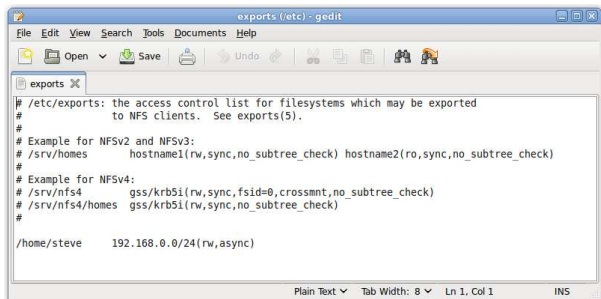 exports (/etc) - gedit
File Edit View Search Tools Documents Help
Open Save Undo
exports
# /etc/exports: the access control list for filesystems which may be exported
# to NFS clients. See exports(5).
#
# Example for NFSv2 and NFSv3:
# /srv/homes hostname1(rw,sync,no_subtree_check) hostname2(ro,sync,no_subtree_check)
#
# Example for NFSv4:
# /srv/nfs4 gss/krb5i(rw,sync,fsid=0,crossmnt,no_subtree_check)
# /srv/nfs4/homes gss/krb5i(rw,sync,no_subtree_check)
#
/home/steve 192.168.0.0/24(rw,async)
Plain Text Tab Width: 8 Ln 1, Col 1 INS